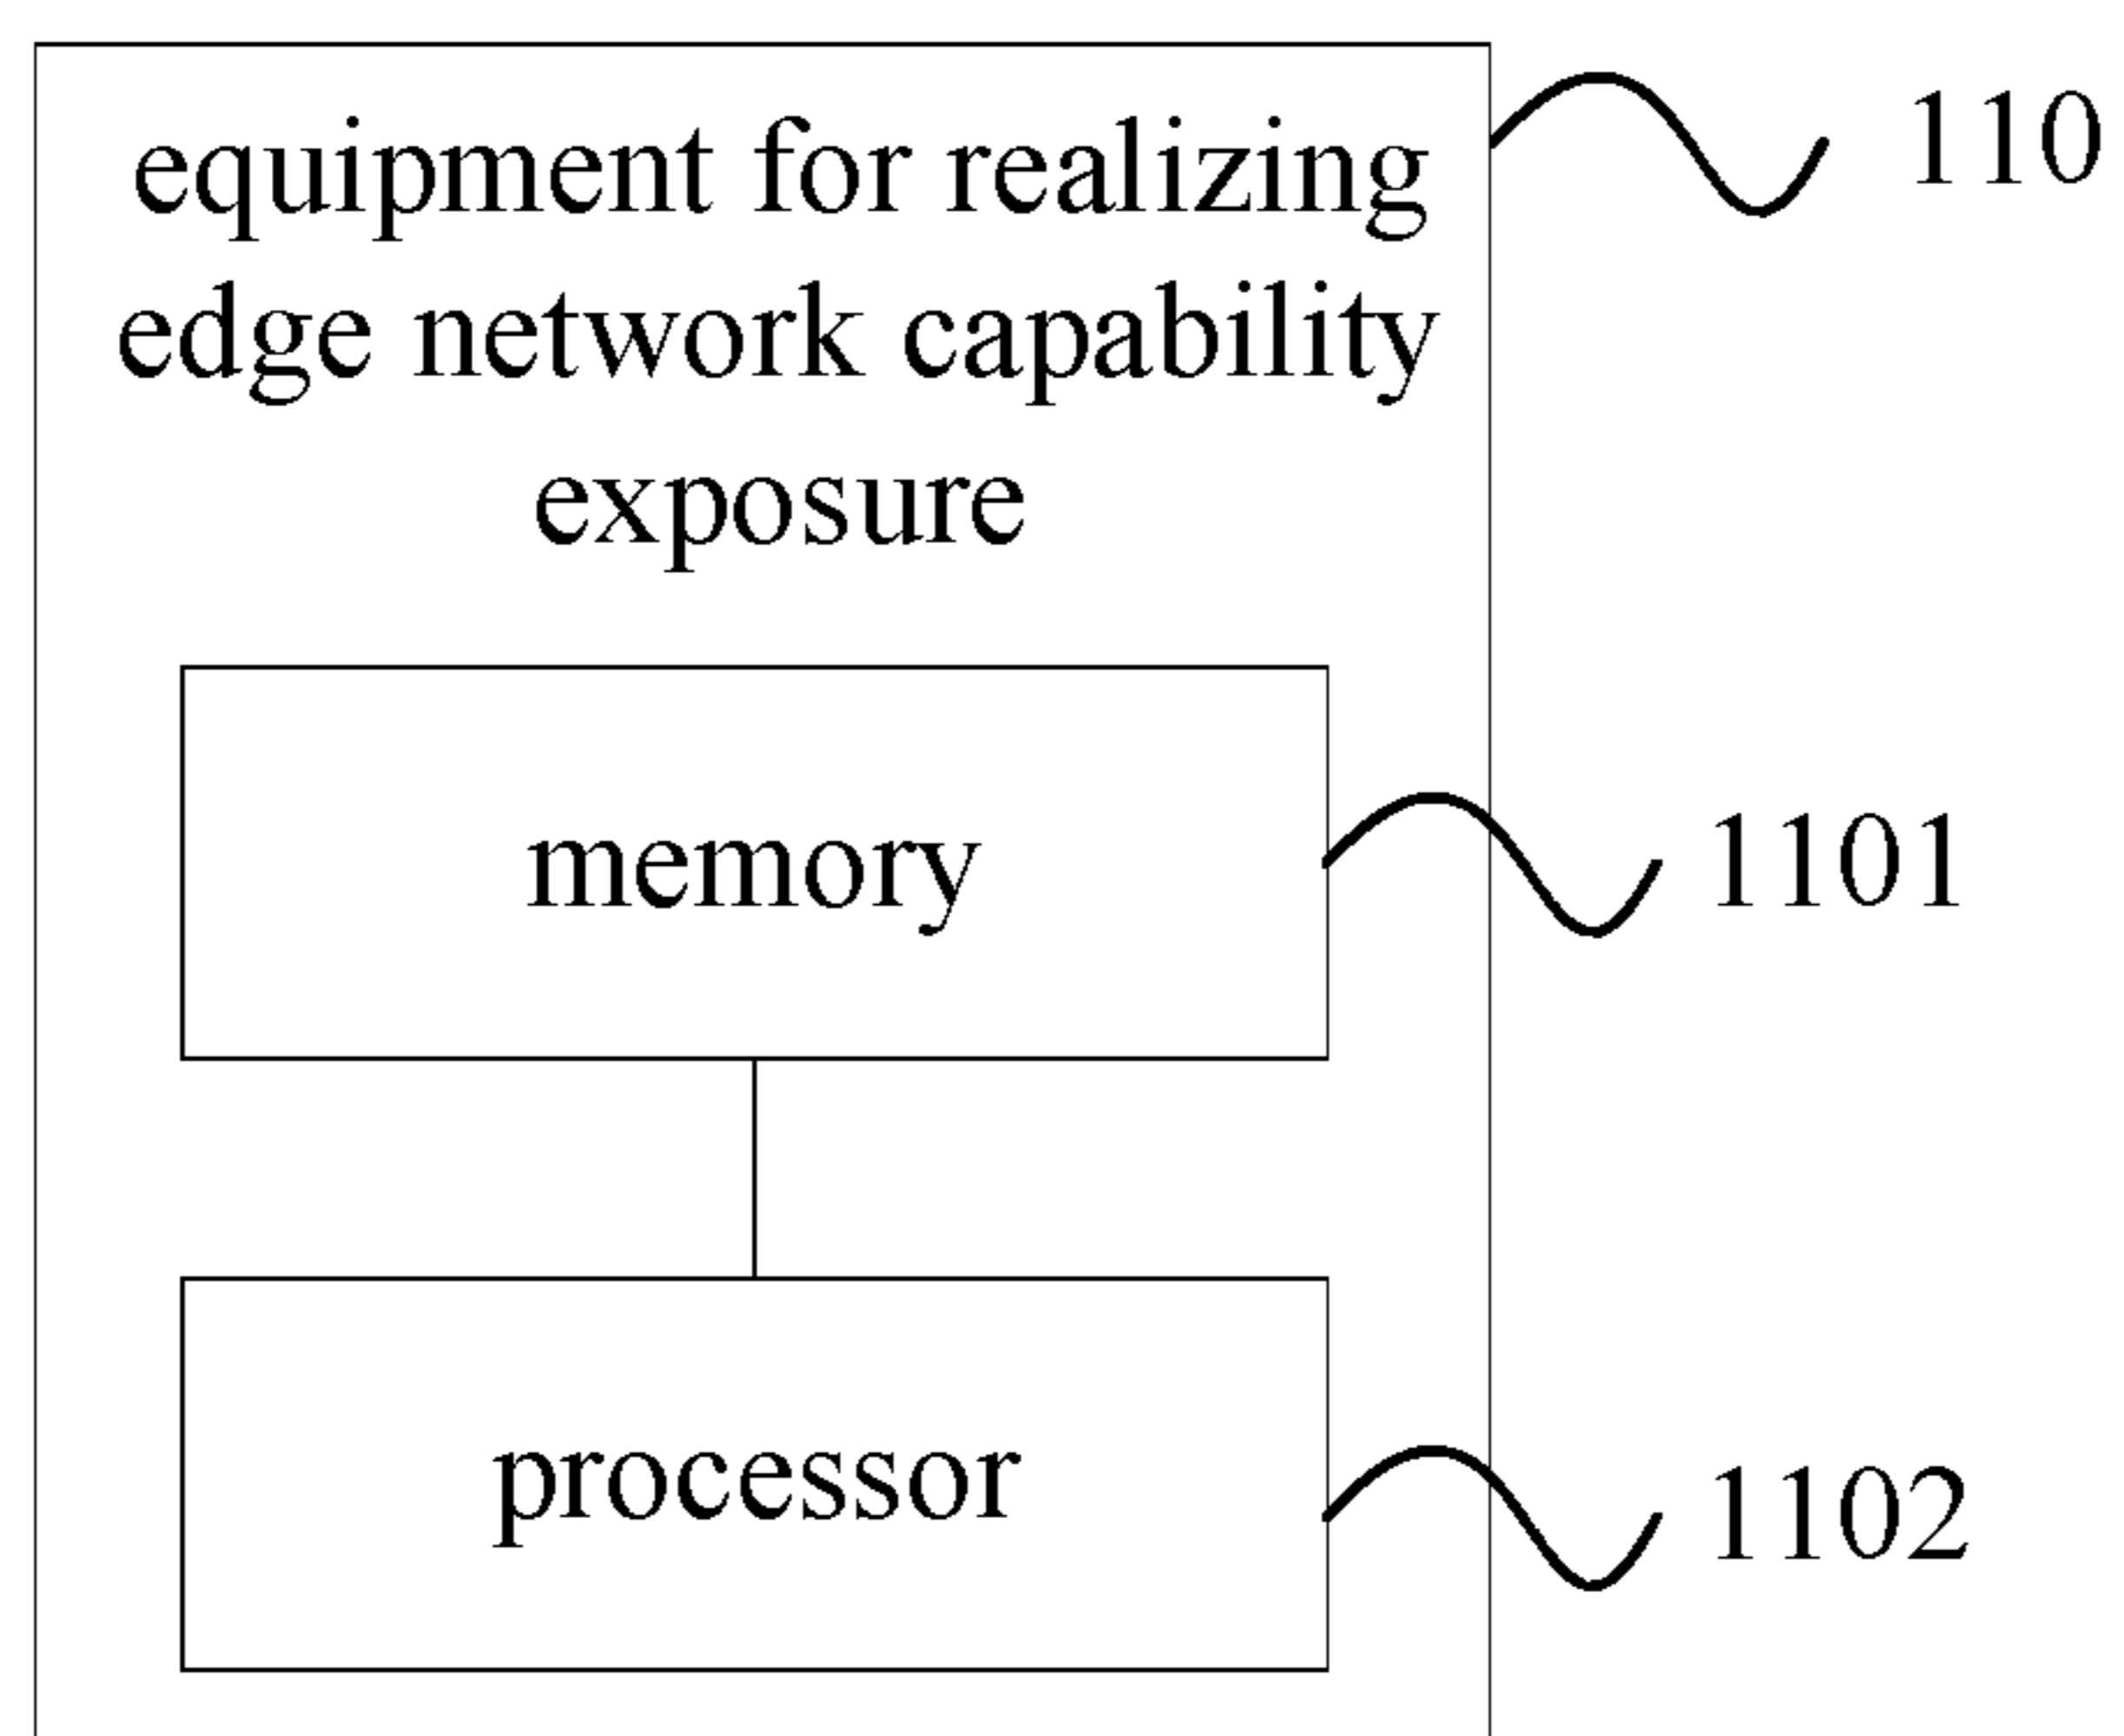 equipment for realizing
110
edge network capability
exposure
memory
1101
processor
1102